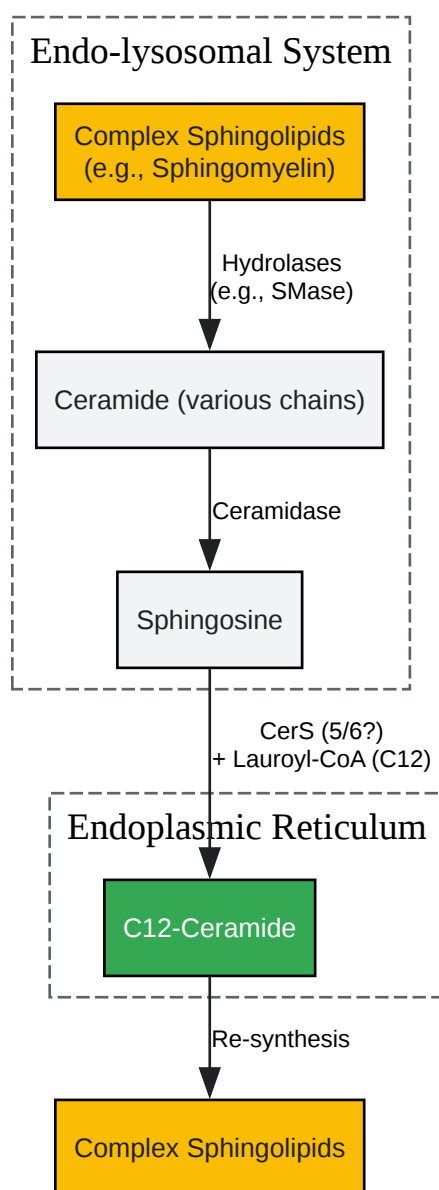 Endo-lysosomal System
Complex Sphingolipids
(e.g., Sphingomyelin)
Hydrolases
(e.g., SMase)
Ceramide (various chains)
Ceramidase
Sphingosine
CerS (5/6?)
+ Lauroyl-CoA (C12)
Endoplasmic Reticulum
C12-Ceramide
Re-synthesis
Complex Sphingolipids